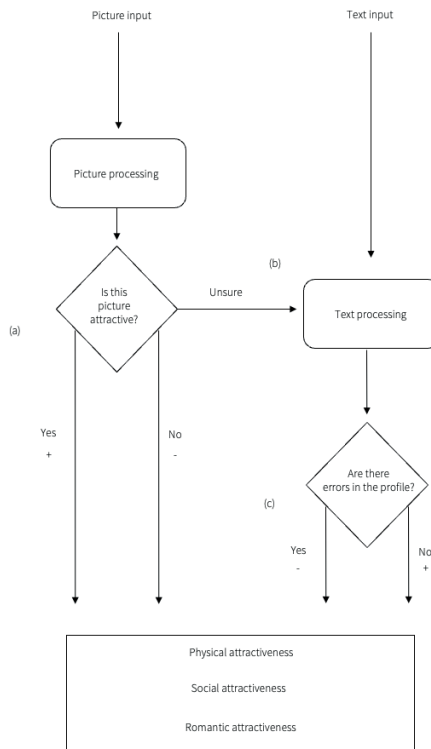 Picture input
Text input
Picture processing
(b)
Is this
picture
attractive?
Unsure
Text processing
(a)
Yes
+
No
-
Are there
errors in the profile?
(c)
Yes
-
No
+
Physical attractiveness
Social attractiveness
Romantic attractiveness